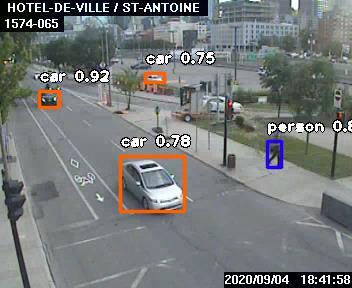 HOTEL-DE-VILLE / ST-ANTOINE
1574-065
car 0.75
car 0.92
person 0.8
car 0.78
2020/09/04 18:41:58